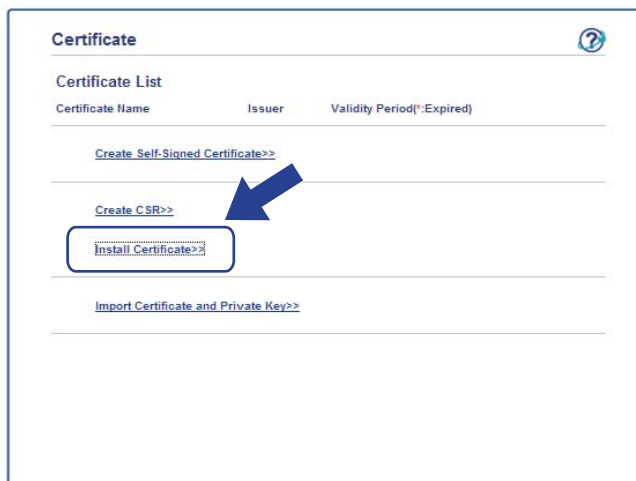 Certificate
?
Certificate List
Certificate Name Issuer Validity Period(*:Expired)
Create Self-Signed Certificate>>
Create CSR>>
Install Certificate>>
Import Certificate and Private Key>>